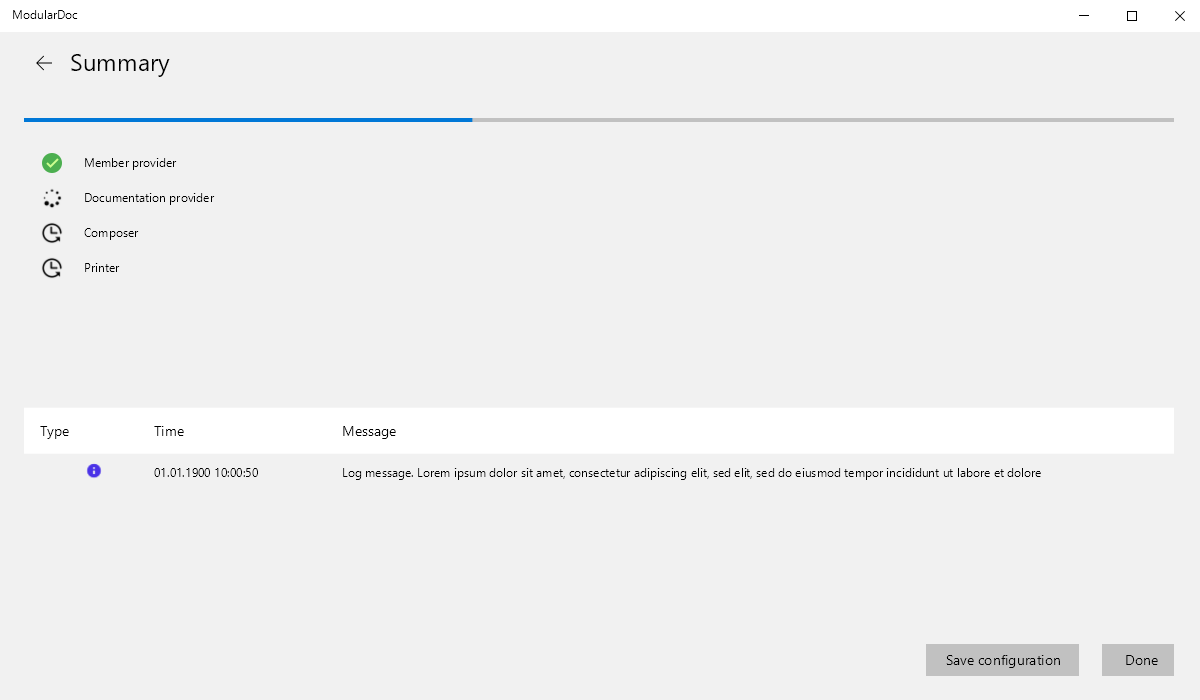 ModularDoc
Summary
Member provider
Documentation provider
Composer
Printer
Type Time Message
01.01.1900 10:00:50 Log message. Lorem ipsum dolor sit amet, consectetur adipiscing elit, sed elit, sed do eiusmod tempor incididunt ut labore et dolore
Save configuration Done